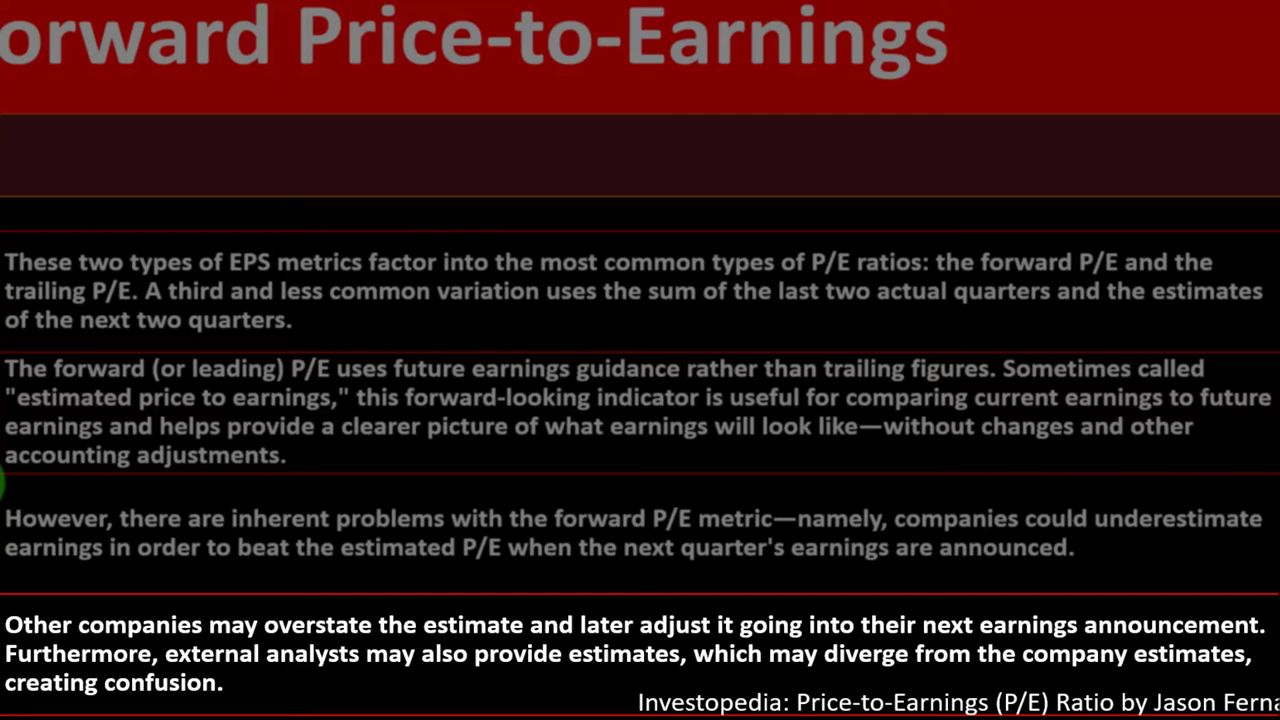 orward Price-to-Earnings
These two types of EPS metrics factor into the most common types of P/E ratios: the forward P/E and the
trailing P/E. A third and less common variation uses the sum of the last two actual quarters and the estimates
of the next two quarters.
The forward (or leading) P/E uses future earnings guidance rather than trailing figures. Sometimes called
"estimated price to earnings," this forward-looking indicator is useful for comparing current earnings to future
earnings and helps provide a clearer picture of what earnings will look like—without changes and other
accounting adjustments.
However, there are inherent problems with the forward P/E metric—namely, companies could underestimate
earnings in order to beat the estimated P/E when the next quarter's earnings are announced.
Other companies may overstate the estimate and later adjust it going into their next earnings announcement.
Furthermore, external analysts may also provide estimates, which may diverge from the company estimates,
creating confusion.
Investopedia: Price-to-Earnings (P/E) Ratio by Jason Ferna